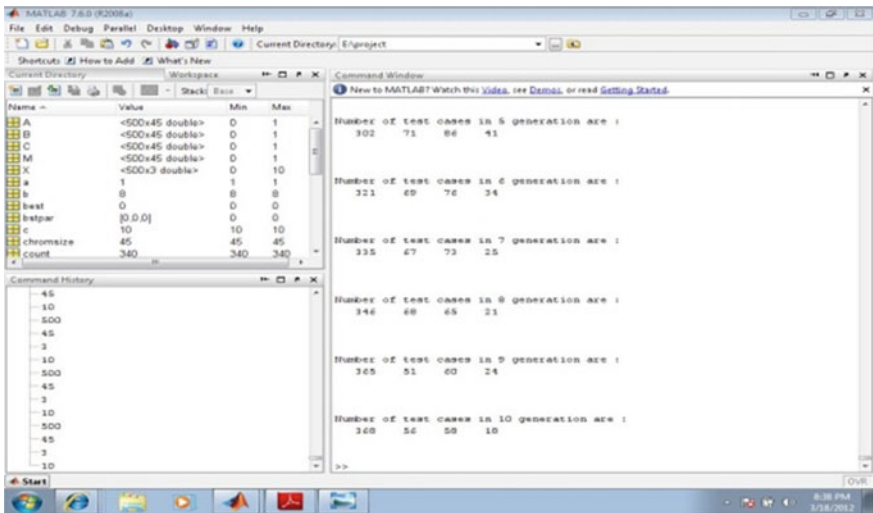 MATLAB 7.6.0 (R2008a)
File Edit Debug Parallel Desktop Window Help
Current Directory: E:\project
Shortcuts How to Add What's New
Current Directory Workspace
Stack: Base
Name Value Min Max
A <500x45 double> 0 1
B <500x45 double> 0 1
C <500x45 double> 0 1
M <500x45 double> 0 1
X <500x3 double> 0 10
a 1 1 1
b 8 8 8
best 0 0 0
bstpar [0,0,0] 0 0
c 10 10 10
chromsize 45 45 45
count 340 340 340
Command History
45
10
500
45
3
10
500
45
3
10
500
45
3
10
Command Window
New to MATLAB? Watch this Video, see Demos, or read Getting Started.
Number of test cases in 5 generation are :
302 71 86 41
Number of test cases in 6 generation are :
321 69 76 34
Number of test cases in 7 generation are :
335 67 73 25
Number of test cases in 8 generation are :
346 68 65 21
Number of test cases in 9 generation are :
365 51 60 24
Number of test cases in 10 generation are :
368 56 58 18
>>
Start
OVR
8:38 PM
3/18/2012